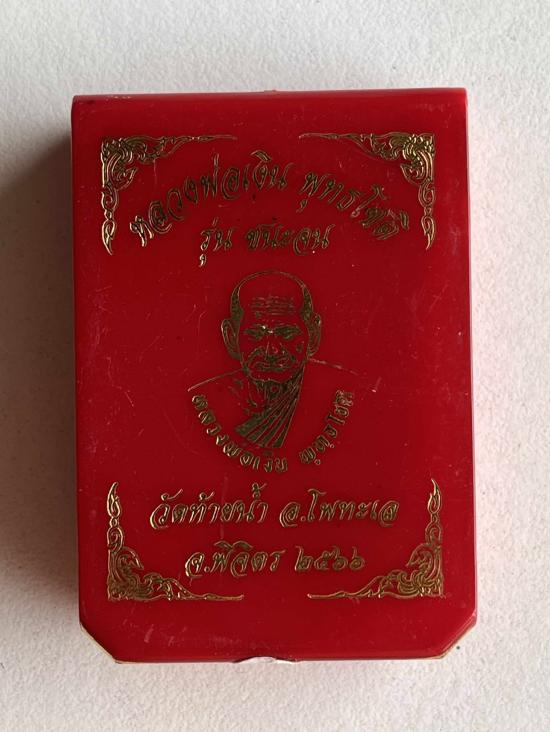 หลวงพ่อเงิน พุทธโชติ
รุ่น ชนะจน
หลวงพ่อเงิน พุทธโชติ
วัดท้ายน้ำ อ.โพทะเล
จ.พิจิตร ๒๕๖๖